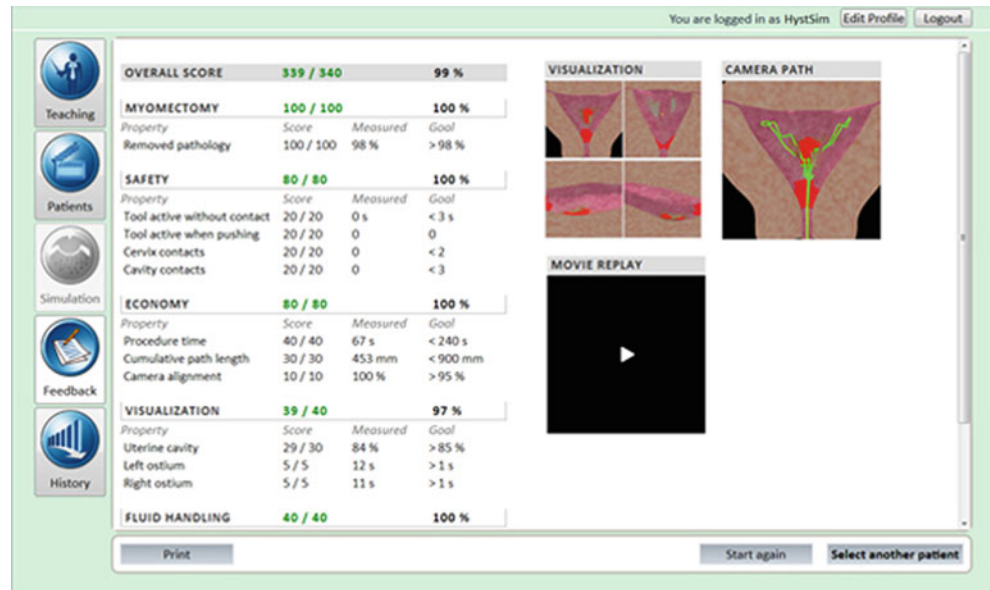 You are logged in as HystSim Edit Profile Logout
Teaching
Patients
Simulation
Feedback
History
OVERALL SCORE 339 / 340 99 %
MYOMECTOMY 100 / 100 100 %
Property Score Measured Goal
Removed pathology 100 / 100 98 % > 98 %
SAFETY 80 / 80 100 %
Property Score Measured Goal
Tool active without contact 20 / 20 0 s < 3 s
Tool active when pushing 20 / 20 0 0
Cervix contacts 20 / 20 0 < 2
Cavity contacts 20 / 20 0 < 3
ECONOMY 80 / 80 100 %
Property Score Measured Goal
Procedure time 40 / 40 67 s < 240 s
Cumulative path length 30 / 30 453 mm < 900 mm
Camera alignment 10 / 10 100 % > 95 %
VISUALIZATION 39 / 40 97 %
Property Score Measured Goal
Uterine cavity 29 / 30 84 % > 85 %
Left ostium 5 / 5 12 s > 1 s
Right ostium 5 / 5 11 s > 1 s
FLUID HANDLING 40 / 40 100 %
VISUALIZATION
CAMERA PATH
MOVIE REPLAY
Print Start again Select another patient